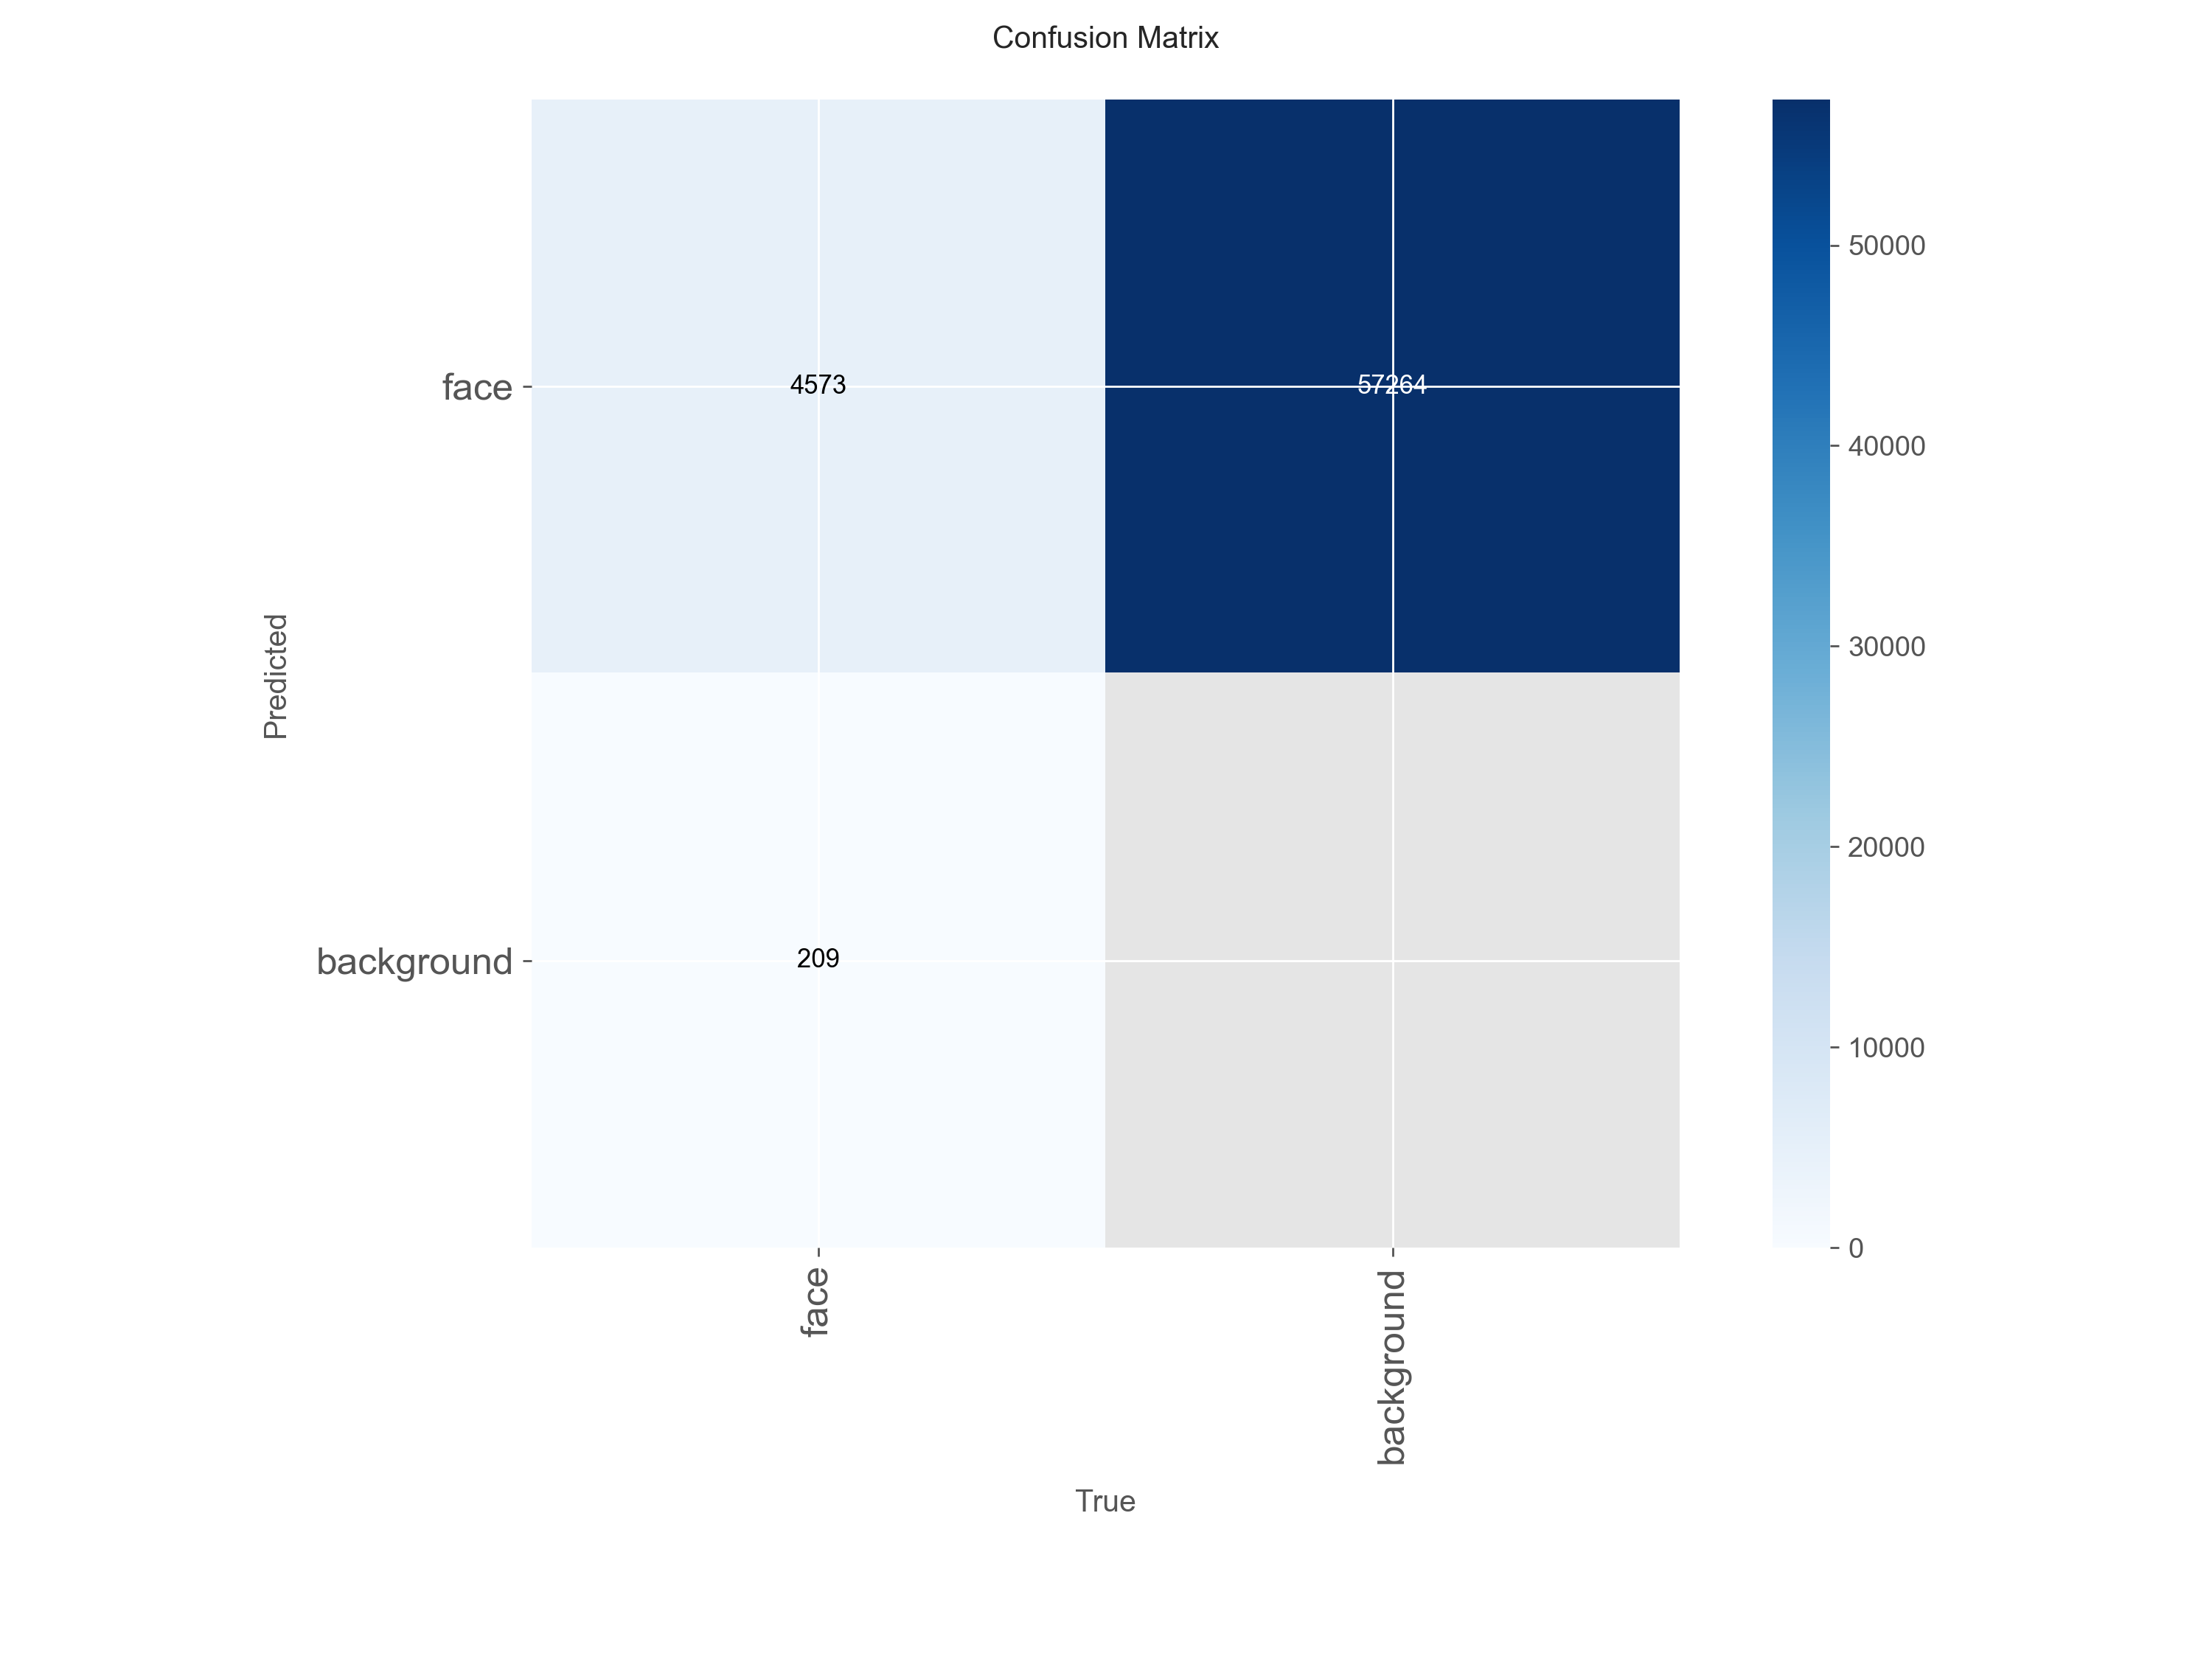 Confusion Matrix
face
4573
57264
Predicted
background
209
face
background
True
50000
40000
30000
20000
10000
0